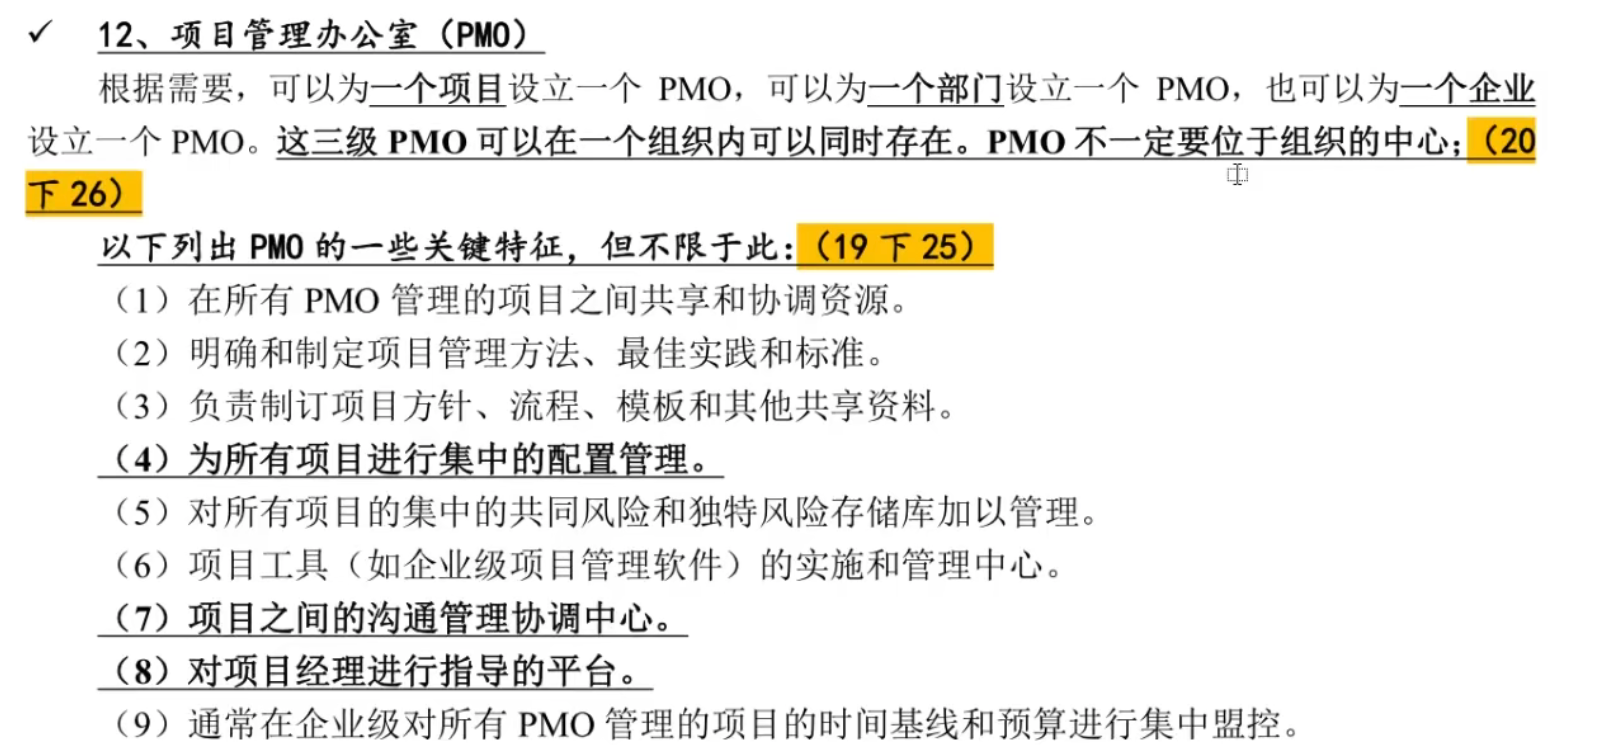 ✓ 12、项目管理办公室（PMO）
根据需要，可以为一个项目设立一个 PMO，可以为一个部门设立一个 PMO，也可以为一个企业
设立一个 PMO。这三级 PMO 可以在一个组织内可以同时存在。PMO 不一定要位于组织的中心;（20
下 26）
以下列出 PMO 的一些关键特征，但不限于此:（19 下 25）
（1）在所有 PMO 管理的项目之间共享和协调资源。
（2）明确和制定项目管理方法、最佳实践和标准。
（3）负责制订项目方针、流程、模板和其他共享资料。
（4）为所有项目进行集中的配置管理。
（5）对所有项目的集中的共同风险和独特风险存储库加以管理。
（6）项目工具（如企业级项目管理软件）的实施和管理中心。
（7）项目之间的沟通管理协调中心。
（8）对项目经理进行指导的平台。
（9）通常在企业级对所有 PMO 管理的项目的时间基线和预算进行集中监控。